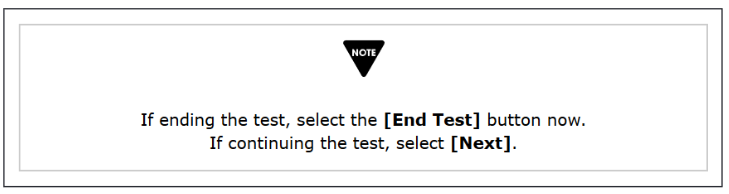 NOTE
If ending the test, select the [End Test] button now.
If continuing the test, select [Next].